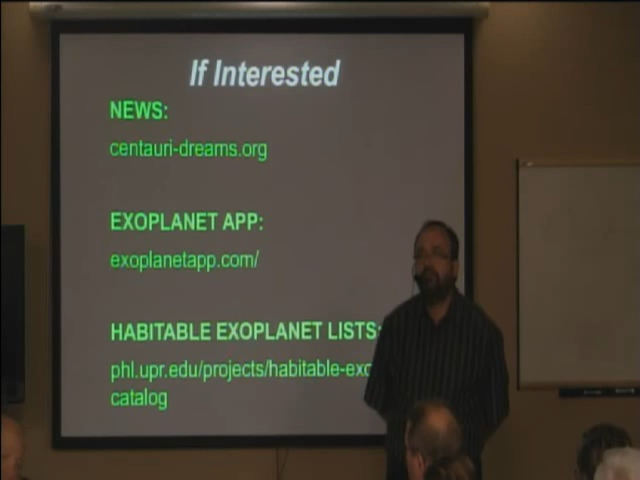 If Interested
NEWS:
centauri-dreams.org
EXOPLANET APP:
exoplanetapp.com/
HABITABLE EXOPLANET LISTS:
phl.upr.edu/projects/habitable-exo
catalog